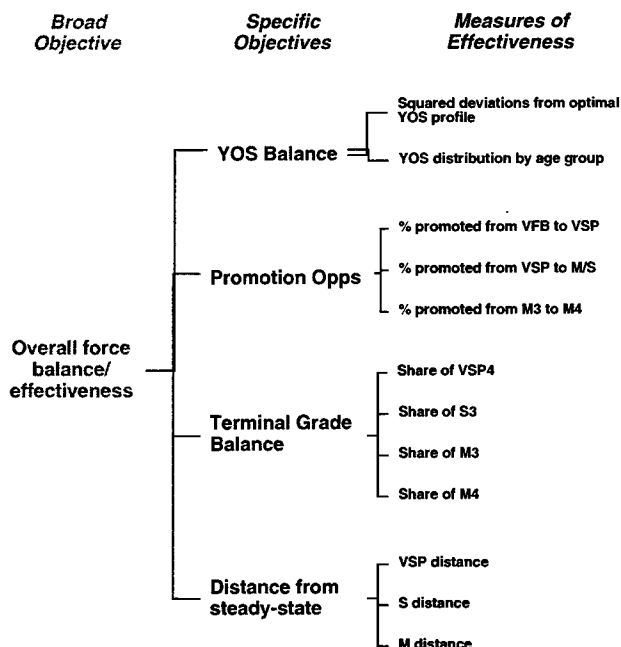 Broad
Objective
Specific
Objectives
Measures of
Effectiveness
Overall force
balance/
effectiveness
YOS Balance
Squared deviations from optimal
YOS profile
YOS distribution by age group
Promotion Opps
% promoted from VFB to VSP
% promoted from VSP to M/S
% promoted from M3 to M4
Terminal Grade
Balance
Share of VSP4
Share of S3
Share of M3
Share of M4
Distance from
steady-state
VSP distance
S distance
M distance